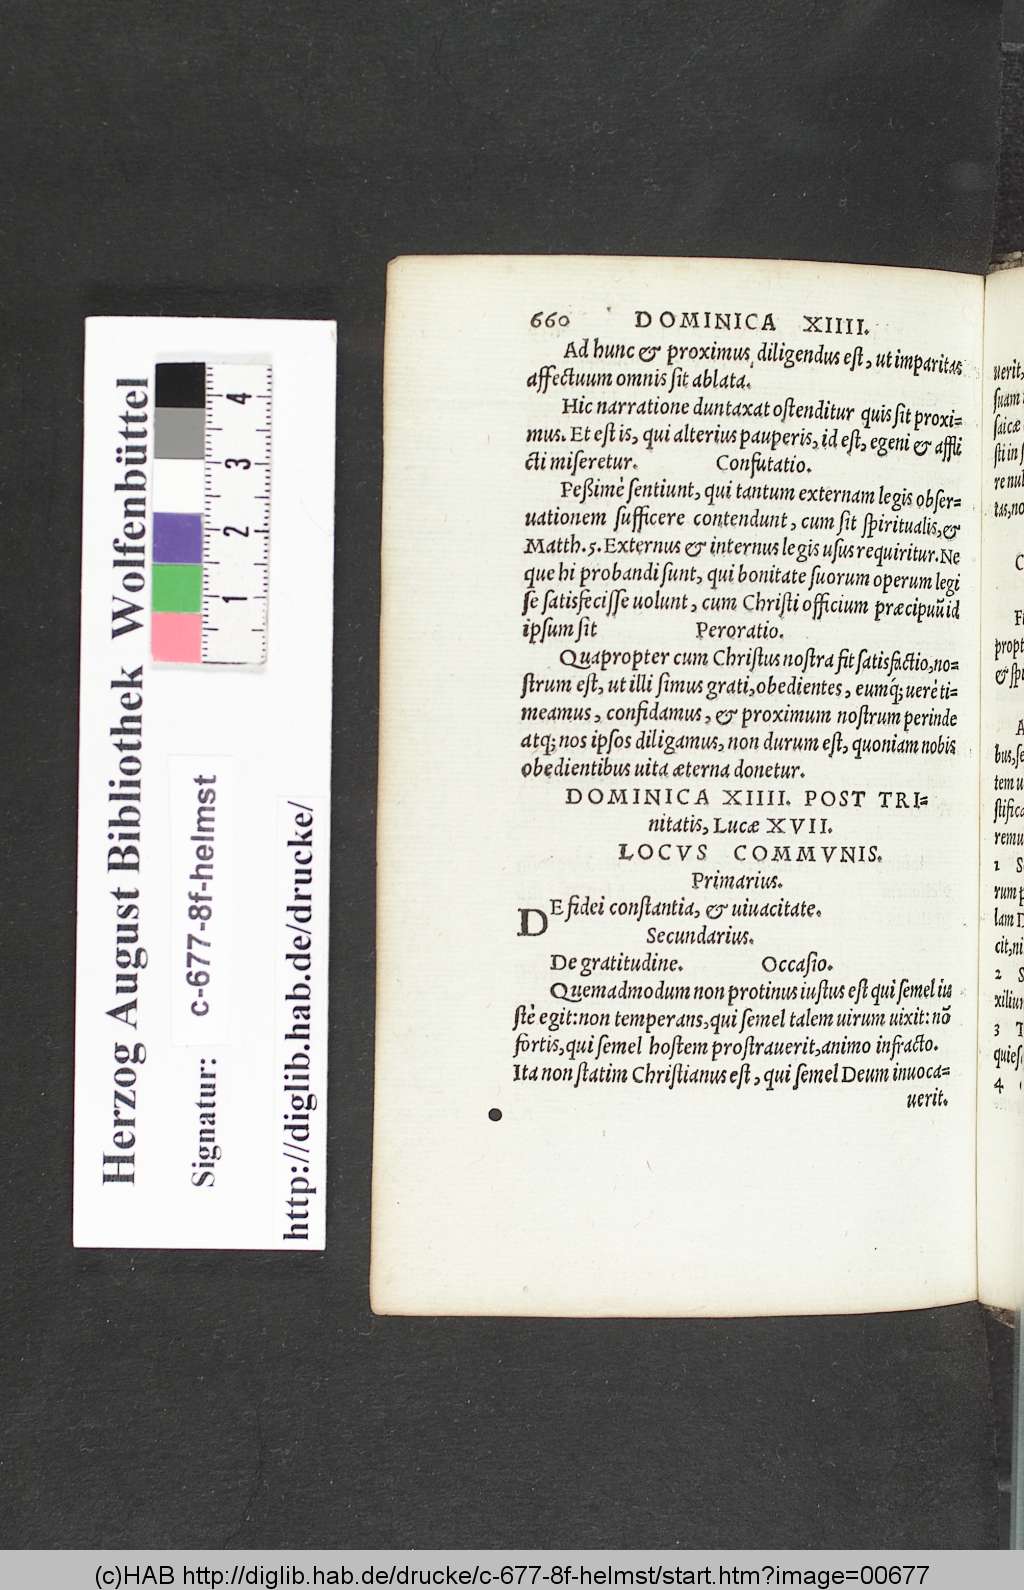 660 DOMINICA XIIII.
Ad hunc & proximus diligendus est, ut imparitas
affectuum omnis sit ablata.
Hic narratione duntaxat ostenditur quis sit proxi=
mus. Et est is, qui alterius pauperis, id est, egeni & affli
cti miseretur. Confutatio.
Peßimè sentiunt, qui tantum externam legis obser=
uationem sufficere contendunt, cum sit spiritualis, &
Matth. 5. Externus & internus legis usus requiritur. Ne
que hi probandi sunt, qui bonitate suorum operum legi
se satisfecisse uolunt, cum Christi officium præcipuũ id
ipsum sit Peroratio.
Quapropter cum Christus nostra sit satisfactio, no=
strum est, ut illi simus grati, obedientes, eumq́; uerè ti=
meamus, confidamus, & proximum nostrum perinde
atq; nos ipsos diligamus, non durum est, quoniam nobis
obedientibus uita æterna donetur.
DOMINICA XIIII. POST TRI=
nitatis, Lucæ XVII.
LOCVS COMMVNIS.
Primarius.
DE fidei constantia, & uiuacitate.
Secundarius.
De gratitudine. Occasio.
Quemadmodum non protinus iustus est qui semel iu
stè egit: non temperans, qui semel talem uirum uixit: nō
fortis, qui semel hostem prostrauerit, animo infracto.
Ita non statim Christianus est, qui semel Deum inuoca=
uerit.
Herzog August Bibliothek Wolfenbüttel
Signatur: c-677-8f-helmst
http://diglib.hab.de/drucke/
1 2 3 4
(c)HAB http://diglib.hab.de/drucke/c-677-8f-helmst/start.htm?image=00677